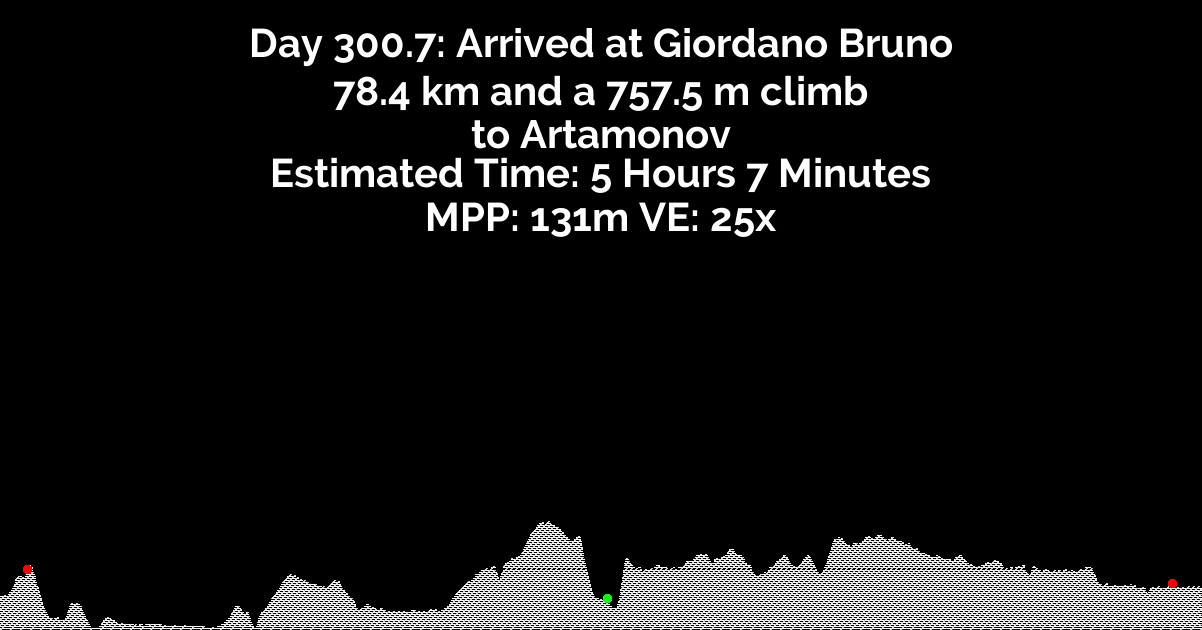 Day 300.7: Arrived at Giordano Bruno
78.4 km and a 757.5 m climb
to Artamonov
Estimated Time: 5 Hours 7 Minutes
MPP: 131m VE: 25x